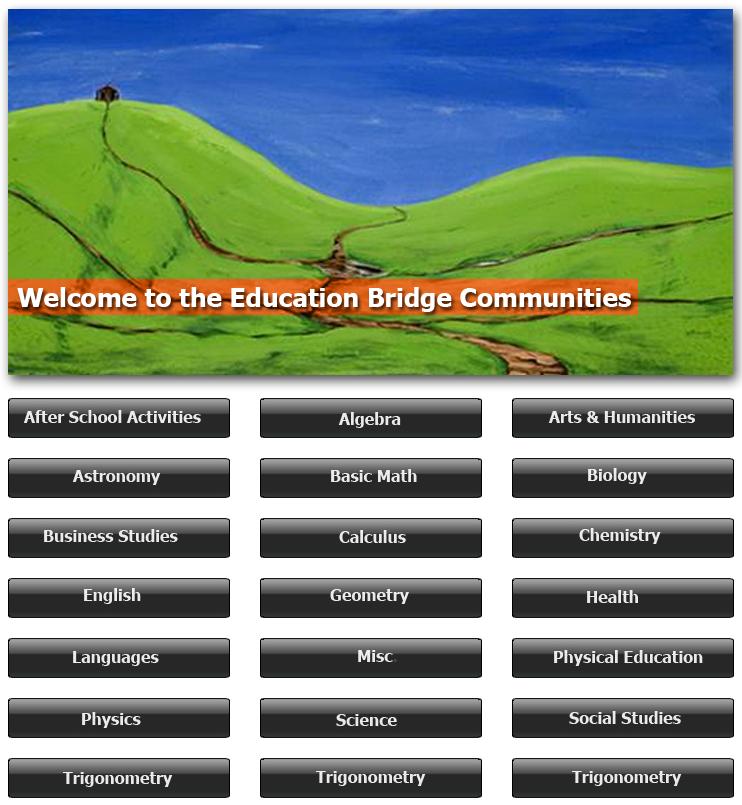 Welcome to the Education Bridge Communities
After School Activities
Algebra
Arts & Humanities
Astronomy
Basic Math
Biology
Business Studies
Calculus
Chemistry
English
Geometry
Health
Languages
Misc.
Physical Education
Physics
Science
Social Studies
Trigonometry
Trigonometry
Trigonometry